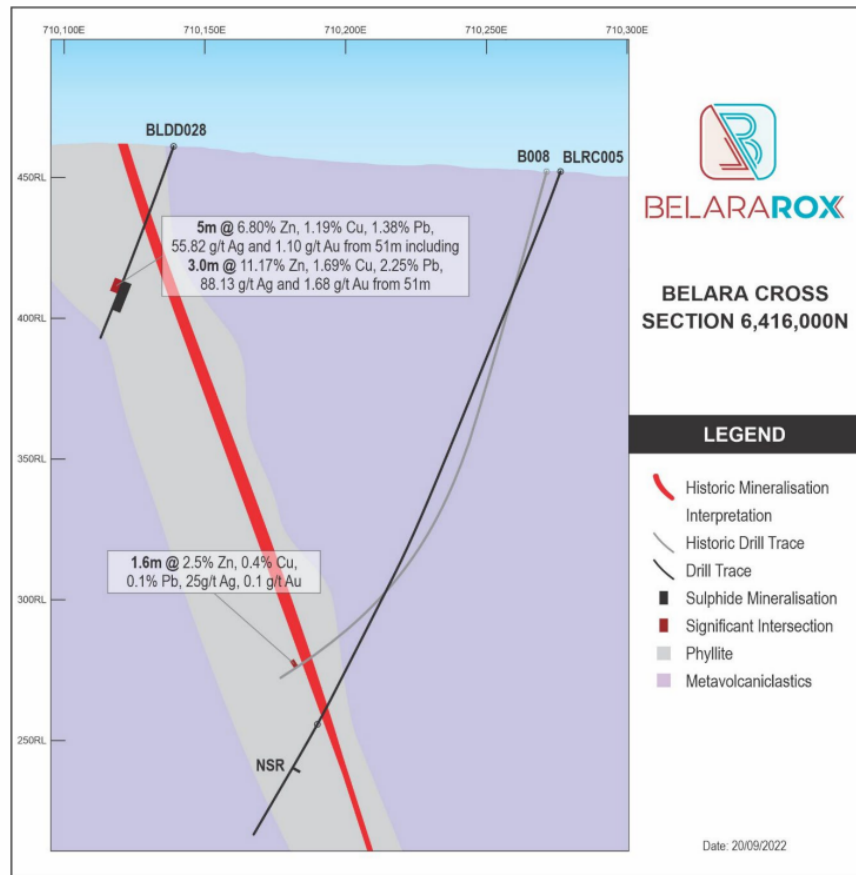 710,100E
710,150E
710,200E
710,250E
710,300E
BLDD028
B008
BLRC005
450RL
400RL
350RL
300RL
250RL
5m @ 6.80% Zn, 1.19% Cu, 1.38% Pb,
55.82 g/t Ag and 1.10 g/t Au from 51m including
3.0m @ 11.17% Zn, 1.69% Cu, 2.25% Pb,
88.13 g/t Ag and 1.68 g/t Au from 51m
1.6m @ 2.5% Zn, 0.4% Cu,
0.1% Pb, 25g/t Ag, 0.1 g/t Au
NSR
BELARAROX
BELARA CROSS
SECTION 6,416,000N
LEGEND
Historic Mineralisation
Interpretation
Historic Drill Trace
Drill Trace
Sulphide Mineralisation
Significant Intersection
Phyllite
Metavolcaniclastics
Date: 20/09/2022